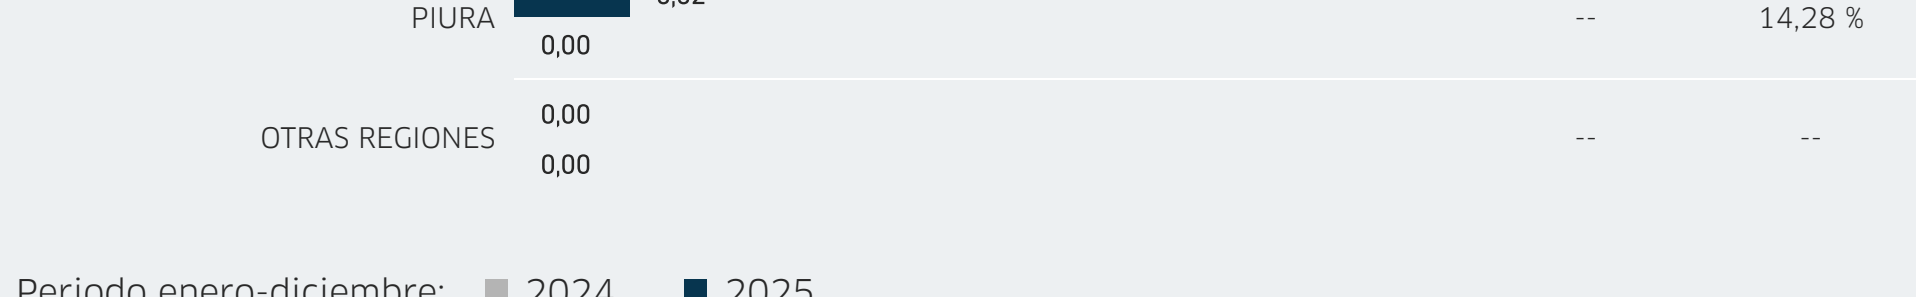 PIURA -- 14,28 %
0,00
0,00
OTRAS REGIONES -- --
0,00
Periodo enero-diciembre: 2024 2025